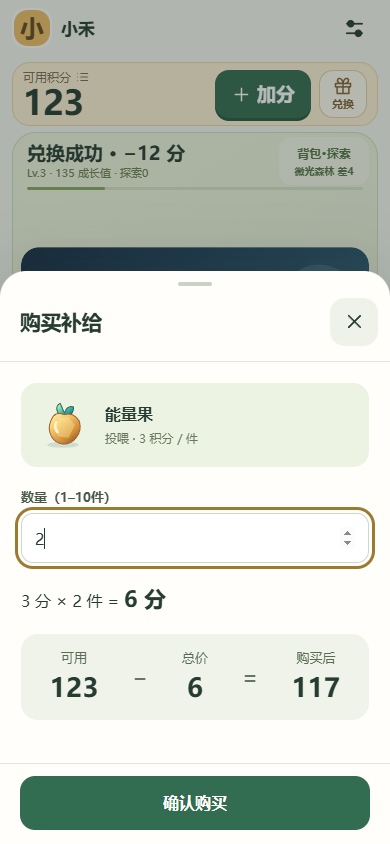 小 小禾
可用积分
123
+ 加分
兑换
兑换成功 · −12 分
Lv.3 · 135 成长值 · 探索0
背包·探索
微光森林 差4
购买补给
能量果
投喂 · 3 积分 / 件
数量（1–10件）
2
3 分 × 2 件 = 6 分
可用 总价 购买后
123 − 6 = 117
确认购买